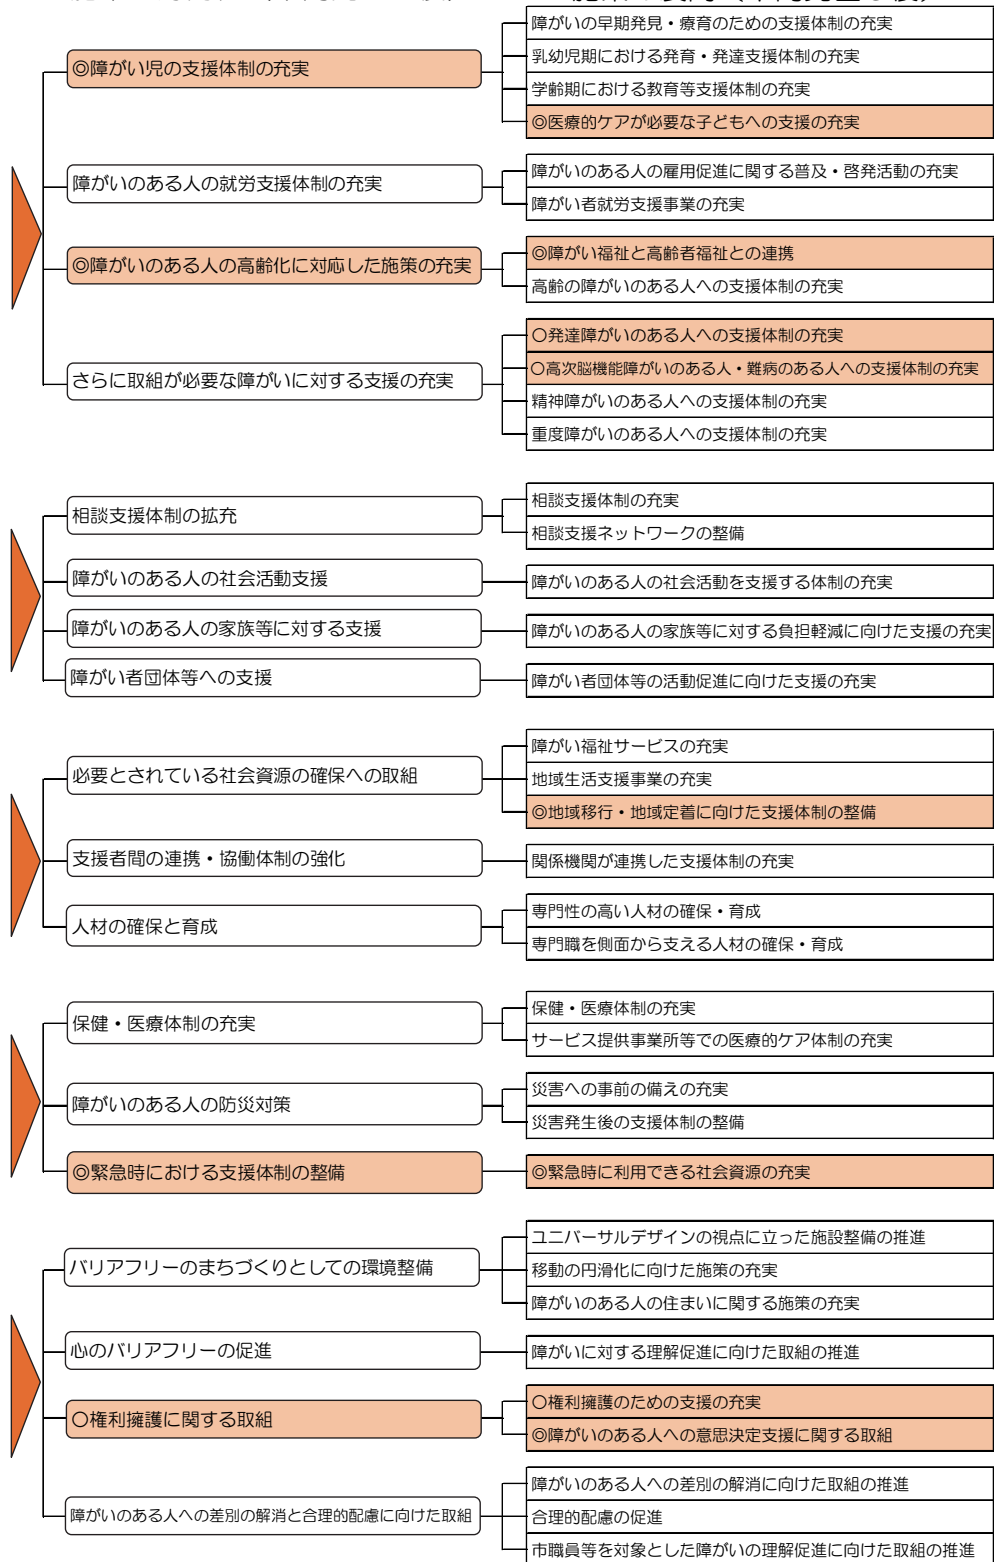 ◎障がい児の支援体制の充実
障がいの早期発見・療育のための支援体制の充実
乳幼児期における発育・発達支援体制の充実
学齢期における教育等支援体制の充実
◎医療的ケアが必要な子どもへの支援の充実
障がいのある人の就労支援体制の充実
障がいのある人の雇用促進に関する普及・啓発活動の充実
障がい者就労支援事業の充実
◎障がいのある人の高齢化に対応した施策の充実
◎障がい福祉と高齢者福祉との連携
高齢の障がいのある人への支援体制の充実
さらに取組が必要な障がいに対する支援の充実
〇発達障がいのある人への支援体制の充実
〇高次脳機能障がいのある人・難病のある人への支援体制の充実
精神障がいのある人への支援体制の充実
重度障がいのある人への支援体制の充実
相談支援体制の拡充
相談支援体制の充実
相談支援ネットワークの整備
障がいのある人の社会活動支援
障がいのある人の社会活動を支援する体制の充実
障がいのある人の家族等に対する支援
障がいのある人の家族等に対する負担軽減に向けた支援の充実
障がい者団体等への支援
障がい者団体等の活動促進に向けた支援の充実
必要とされている社会資源の確保への取組
障がい福祉サービスの充実
地域生活支援事業の充実
◎地域移行・地域定着に向けた支援体制の整備
支援者間の連携・協働体制の強化
関係機関が連携した支援体制の充実
人材の確保と育成
専門性の高い人材の確保・育成
専門職を側面から支える人材の確保・育成
保健・医療体制の充実
保健・医療体制の充実
サービス提供事業所等での医療的ケア体制の充実
障がいのある人の防災対策
災害への事前の備えの充実
災害発生後の支援体制の整備
◎緊急時における支援体制の整備
◎緊急時に利用できる社会資源の充実
バリアフリーのまちづくりとしての環境整備
ユニバーサルデザインの視点に立った施設整備の推進
移動の円滑化に向けた施策の充実
障がいのある人の住まいに関する施策の充実
心のバリアフリーの促進
障がいに対する理解促進に向けた取組の推進
〇権利擁護に関する取組
〇権利擁護のための支援の充実
◎障がいのある人への意思決定支援に関する取組
障がいのある人への差別の解消と合理的配慮に向けた取組
障がいのある人への差別の解消に向けた取組の推進
合理的配慮の促進
市職員等を対象とした障がいの理解促進に向けた取組の推進